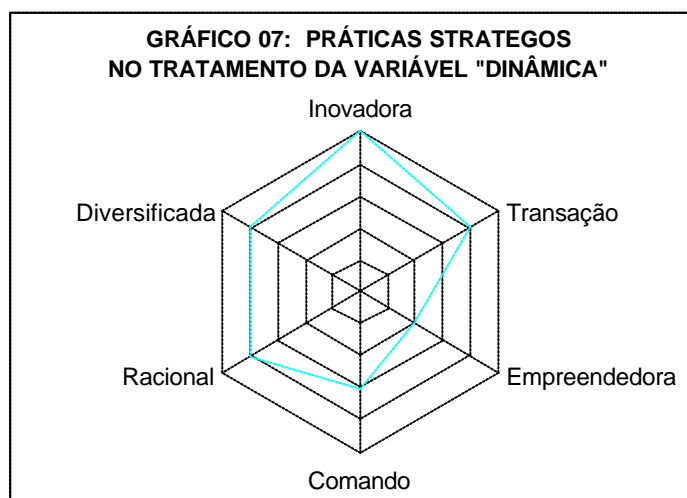 GRÁFICO 07: PRÁTICAS STRATEGOS
NO TRATAMENTO DA VARIÁVEL "DINÂMICA"
Inovadora
Diversificada
Transação
Racional
Empreendedora
Comando